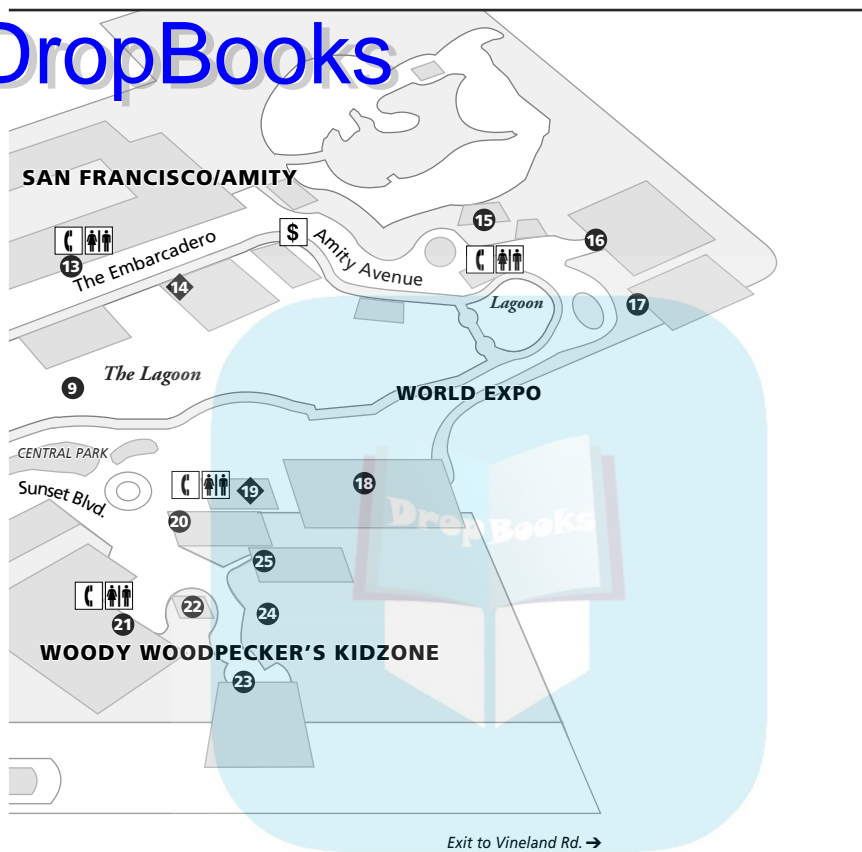 DropBooks
SAN FRANCISCO/AMITY
15
$
16
The Embarcadero
Amity Avenue
13
14
Lagoon
17
The Lagoon
9
WORLD EXPO
CENTRAL PARK
Sunset Blvd.
19
18
DropBooks
20
25
22
24
21
WOODY WOODPECKER'S KIDZONE
23
Exit to Vineland Rd. →